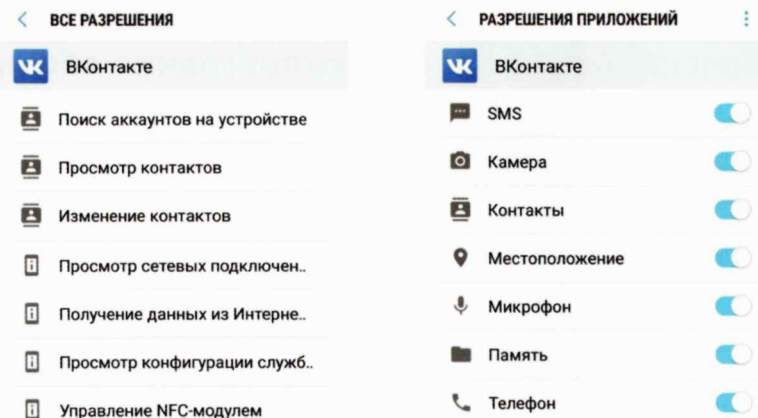 ВСЕ РАЗРЕШЕНИЯ
ВКонтакте
Поиск аккаунтов на устройстве
Просмотр контактов
Изменение контактов
Просмотр сетевых подключен..
Получение данных из Интерне..
Просмотр конфигурации служб..
Управление NFC-модулем
РАЗРЕШЕНИЯ ПРИЛОЖЕНИЙ
ВКонтакте
SMS
Камера
Контакты
Местоположение
Микрофон
Память
Телефон